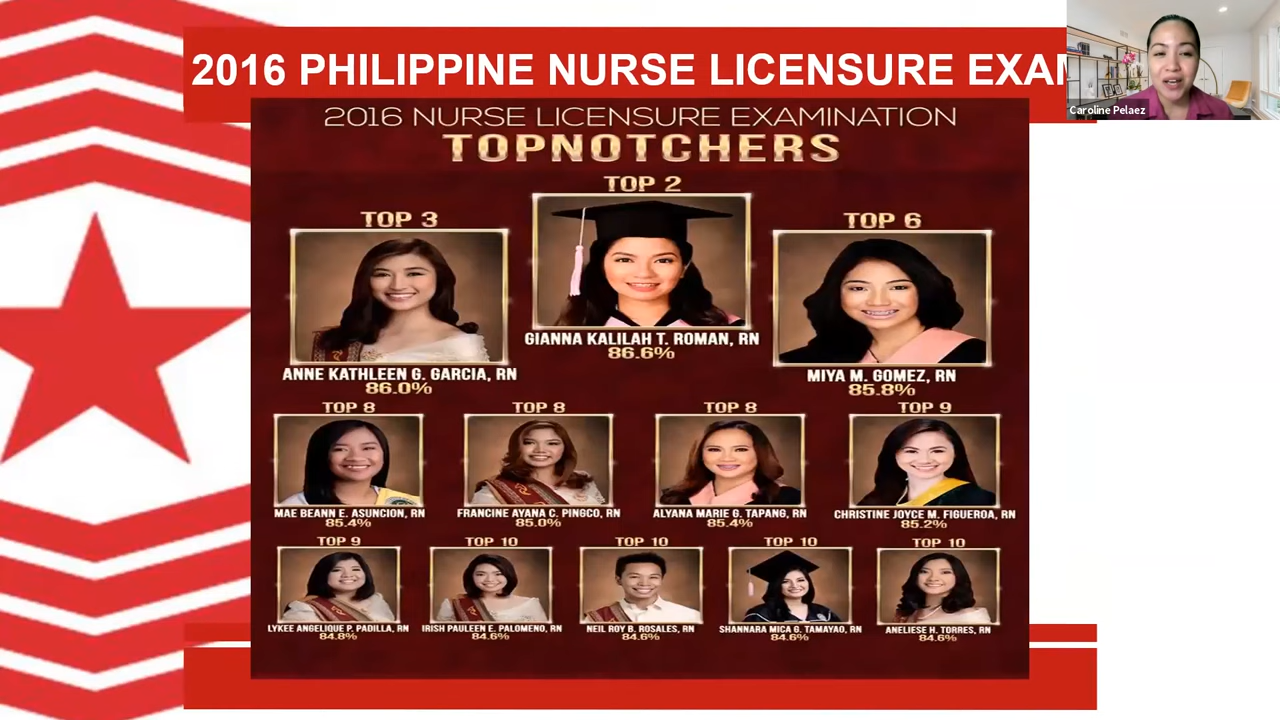 2016 PHILIPPINE NURSE LICENSURE EXAM
Caroline Pelaez
2016 NURSE LICENSURE EXAMINATION
TOPNOTCHERS
TOP 2
TOP 3
TOP 6
GIANNA KALILAH T. ROMAN, RN
86.6%
ANNE KATHLEEN G. GARCIA, RN
86.0%
MIYA M. GOMEZ, RN
85.8%
TOP 8 TOP 8 TOP 8 TOP 9
MAE BEANN E. ASUNCION, RN FRANCINE AYANA C. PINGCO, RN ALYANA MARIE G. TAPANG, RN CHRISTINE JOYCE M. FIGUEROA, RN
85.4% 85.0% 85.4% 85.2%
TOP 9 TOP 10 TOP 10 TOP 10 TOP 10
LYKEE ANGELIQUE P. PADILLA, RN IRISH PAULEEN E. PALOMENO, RN NEIL ROY B. ROSALES, RN SHANNARA MICA G. TAMAYAO, RN ANELIESE H. TORRES, RN
84.8% 84.6% 84.6% 84.6% 84.6%